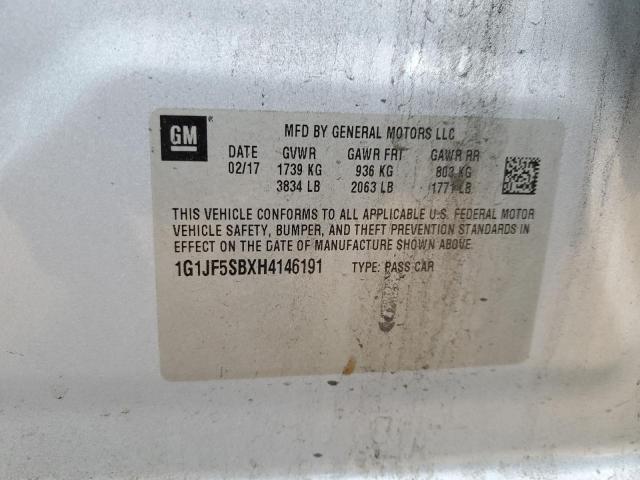 GM
MFD BY GENERAL MOTORS LLC
DATE GVWR GAWR FRT GAWR RR
02/17 1739 KG 936 KG 803 KG
3834 LB 2063 LB 1771 LB
THIS VEHICLE CONFORMS TO ALL APPLICABLE U.S. FEDERAL MOTOR
VEHICLE SAFETY, BUMPER, AND THEFT PREVENTION STANDARDS IN
EFFECT ON THE DATE OF MANUFACTURE SHOWN ABOVE.
1G1JF5SBXH4146191 TYPE: PASS CAR